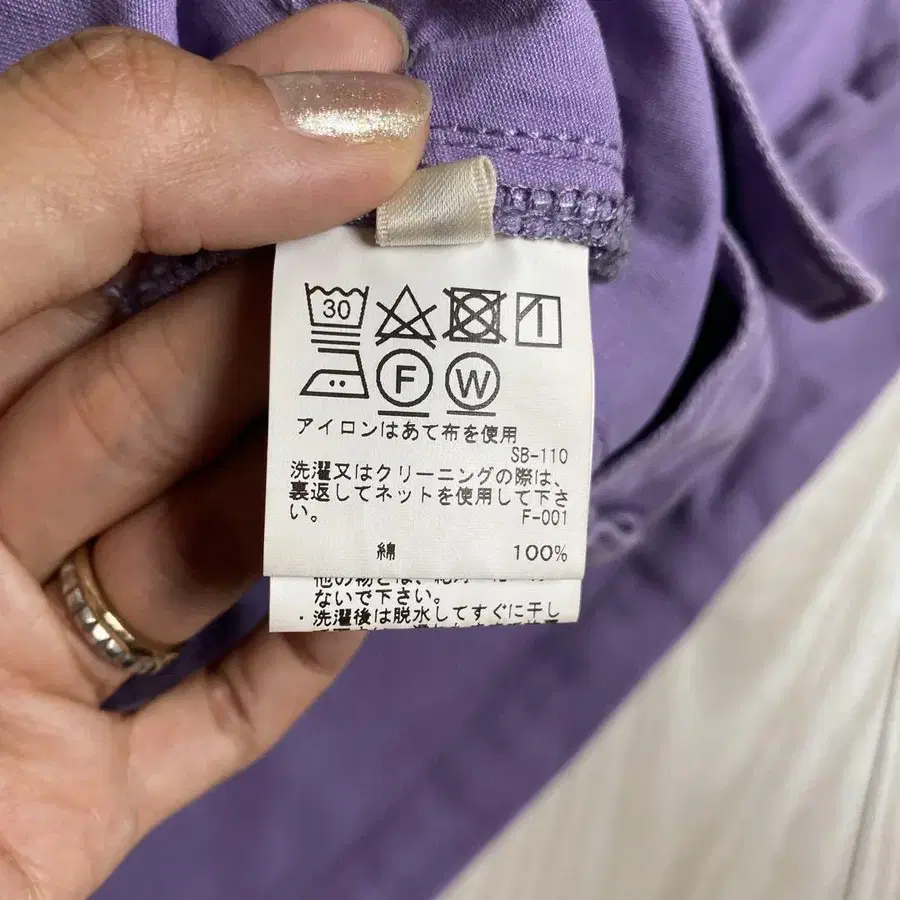 30
F W
アイロンはあて布を使用
SB-110
洗濯又はクリーニングの際は、
裏返してネットを使用して下さ
い。
F-001
綿 100%
ないで下さい。
・洗濯後は脱水してすぐに干し